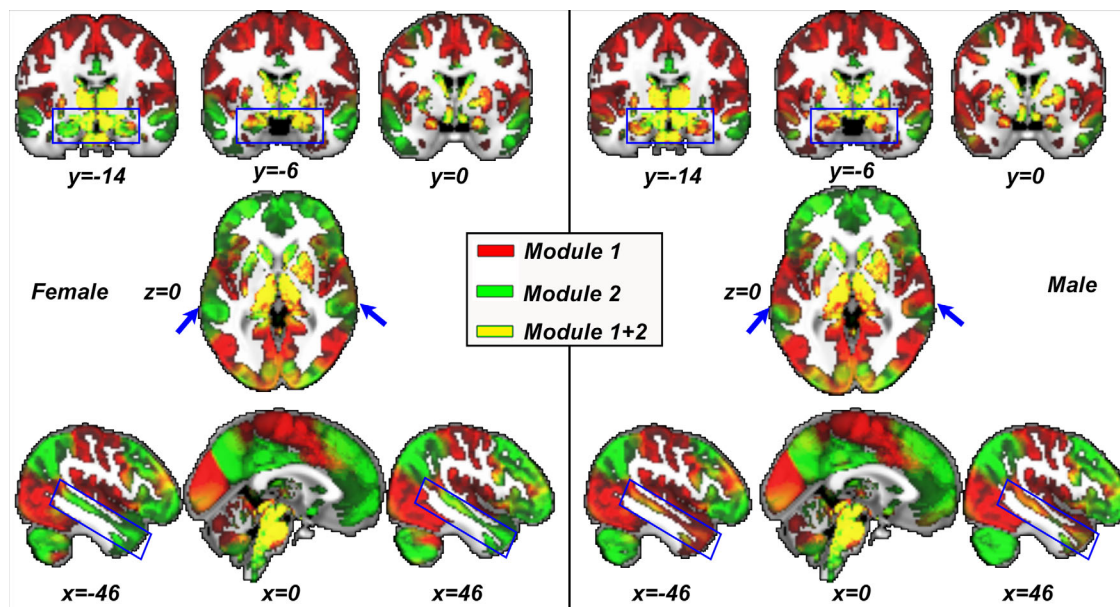 y=-14
y=-6
y=0
y=-14
y=-6
y=0
Female
z=0
Module 1
Module 2
Module 1+2
z=0
Male
x=-46
x=0
x=46
x=-46
x=0
x=46